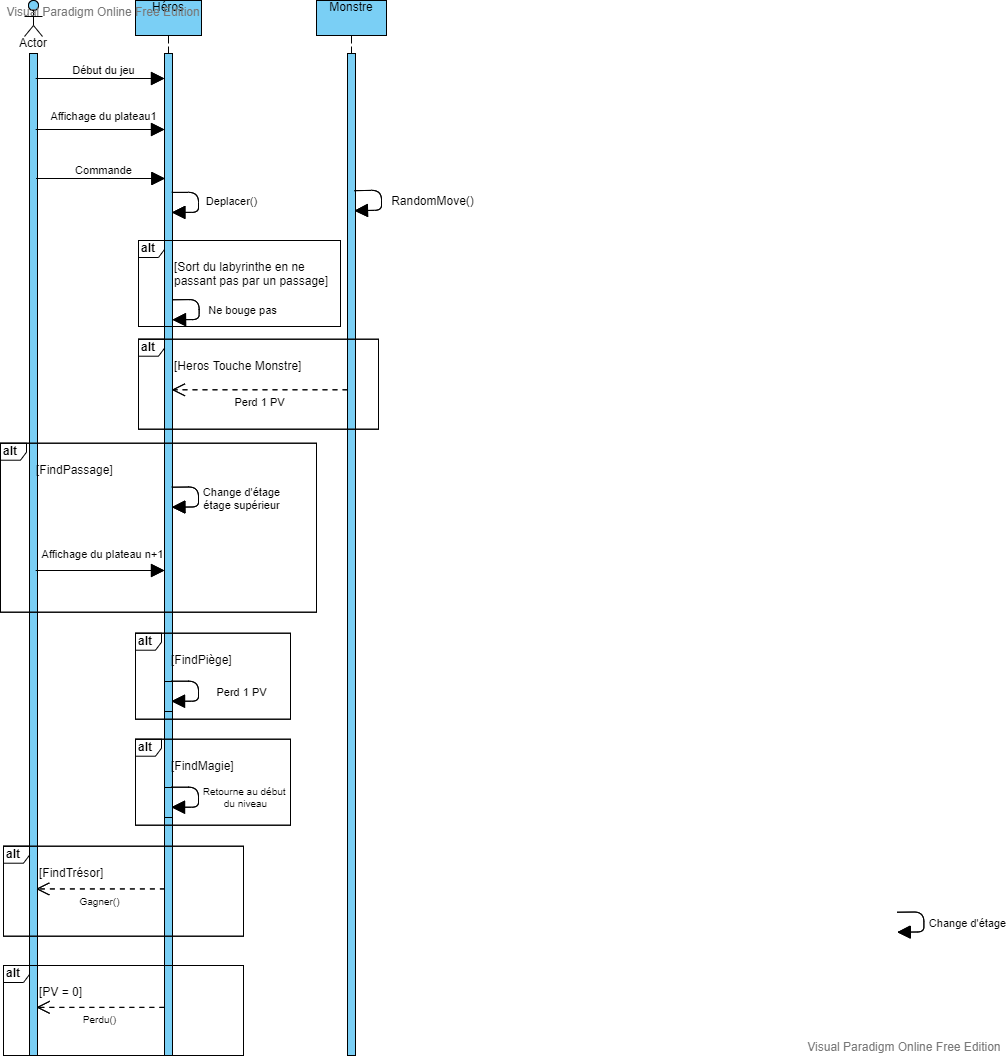 Visual Paradigm Online Free Edition
Héros
Monstre
Actor
Début du jeu
Affichage du plateau1
Commande
Deplacer()
RandomMove()
alt
[Sort du labyrinthe en ne
passant pas par un passage]
Ne bouge pas
alt
[Heros Touche Monstre]
Perd 1 PV
alt
[FindPassage]
Change d'étage
étage supérieur
Affichage du plateau n+1
alt
[FindPiège]
Perd 1 PV
alt
[FindMagie]
Retourne au début
du niveau
alt
[FindTrésor]
Gagner()
Change d'étage
alt
[PV = 0]
Perdu()
Visual Paradigm Online Free Edition